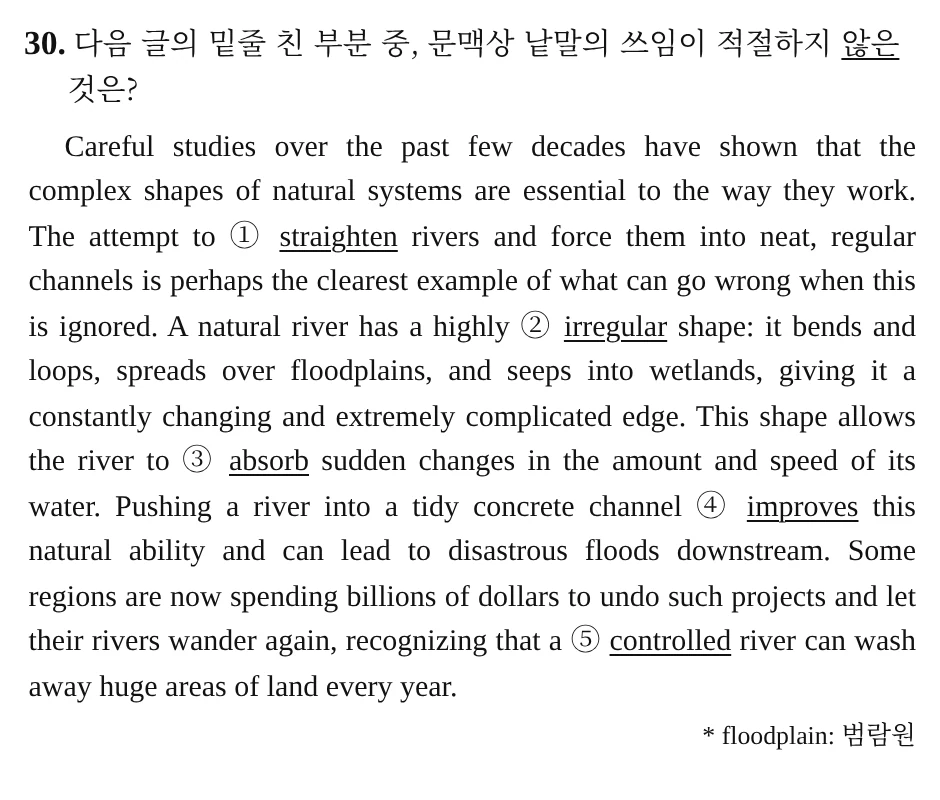 30. 다음 글의 밑줄 친 부분 중, 문맥상 낱말의 쓰임이 적절하지 않은
것은?
Careful studies over the past few decades have shown that the
complex shapes of natural systems are essential to the way they work.
The attempt to ① straighten rivers and force them into neat, regular
channels is perhaps the clearest example of what can go wrong when this
is ignored. A natural river has a highly ② irregular shape: it bends and
loops, spreads over floodplains, and seeps into wetlands, giving it a
constantly changing and extremely complicated edge. This shape allows
the river to ③ absorb sudden changes in the amount and speed of its
water. Pushing a river into a tidy concrete channel ④ improves this
natural ability and can lead to disastrous floods downstream. Some
regions are now spending billions of dollars to undo such projects and let
their rivers wander again, recognizing that a ⑤ controlled river can wash
away huge areas of land every year.
* floodplain: 범람원